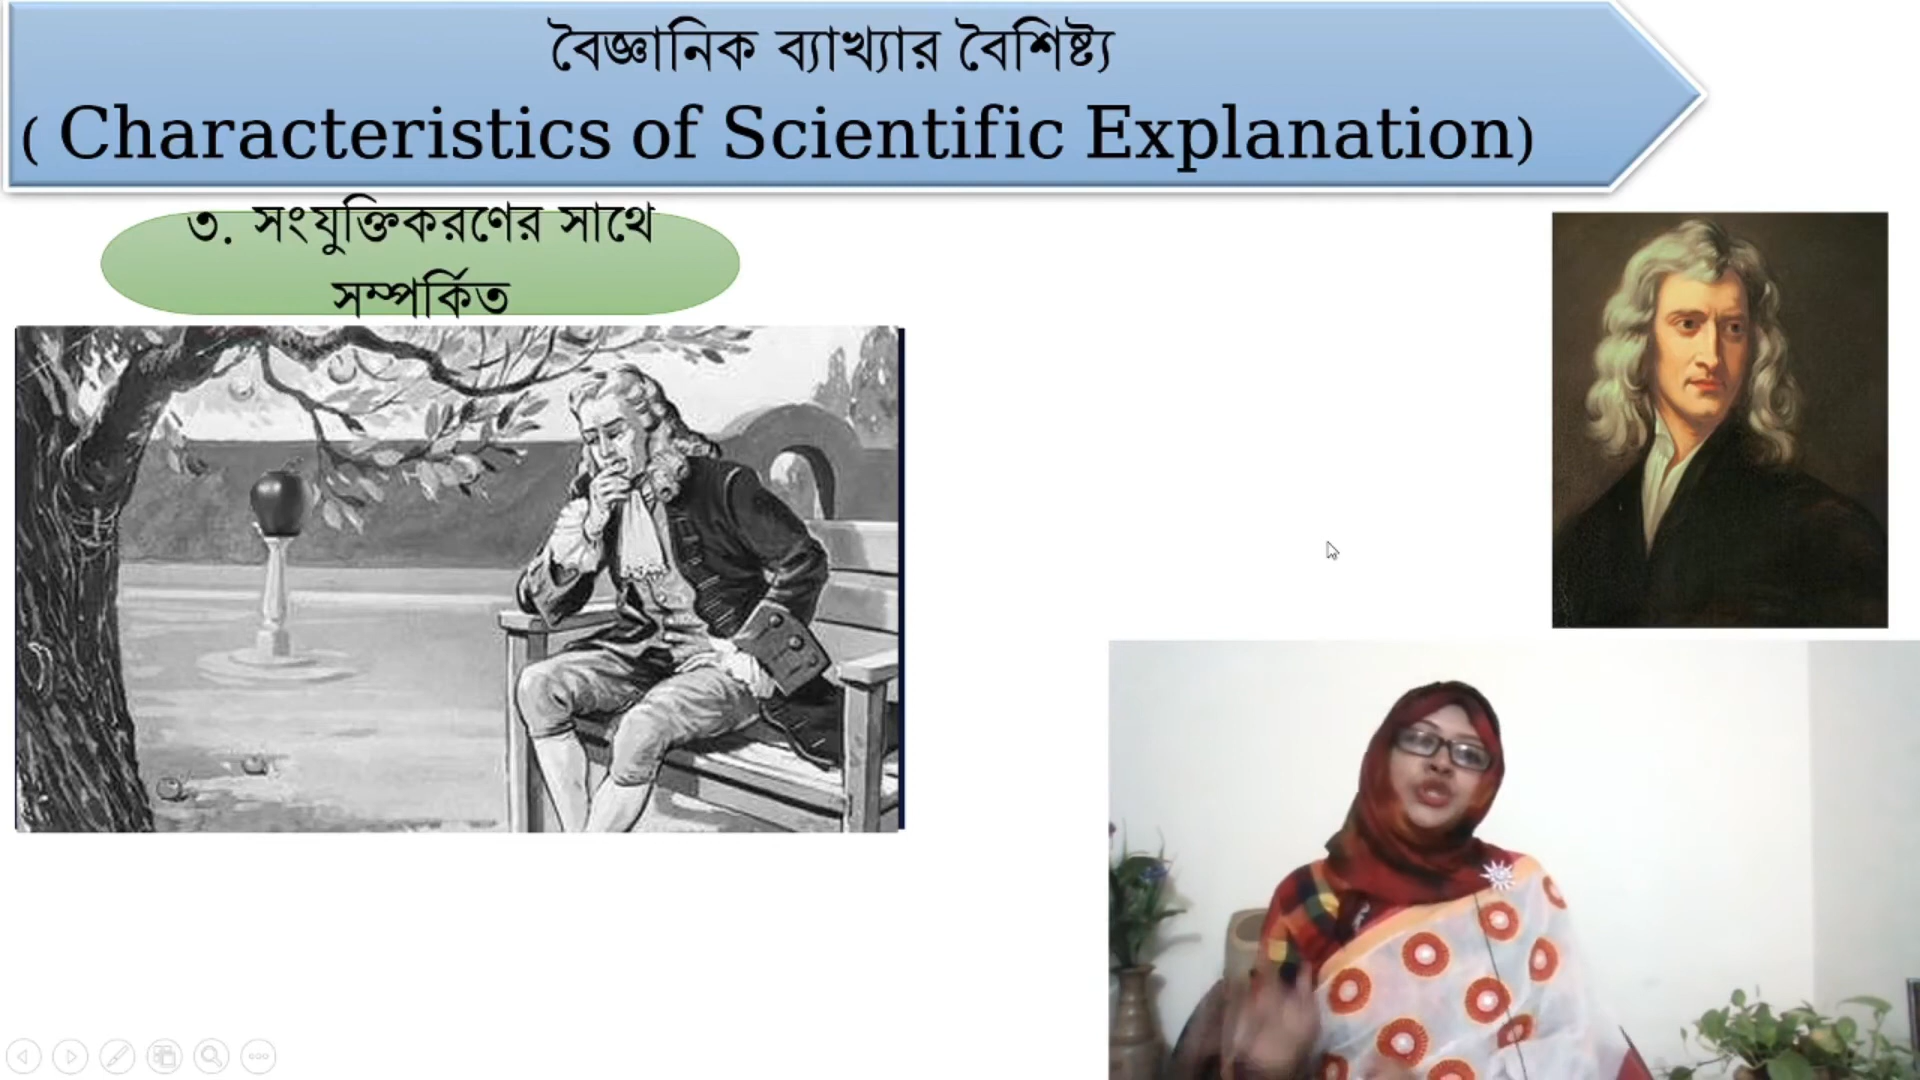 বৈজ্ঞানিক ব্যাখ্যার বৈশিষ্ট্য
( Characteristics of Scientific Explanation)
৩. সংযুক্তিকরণের সাথে
সম্পর্কিত